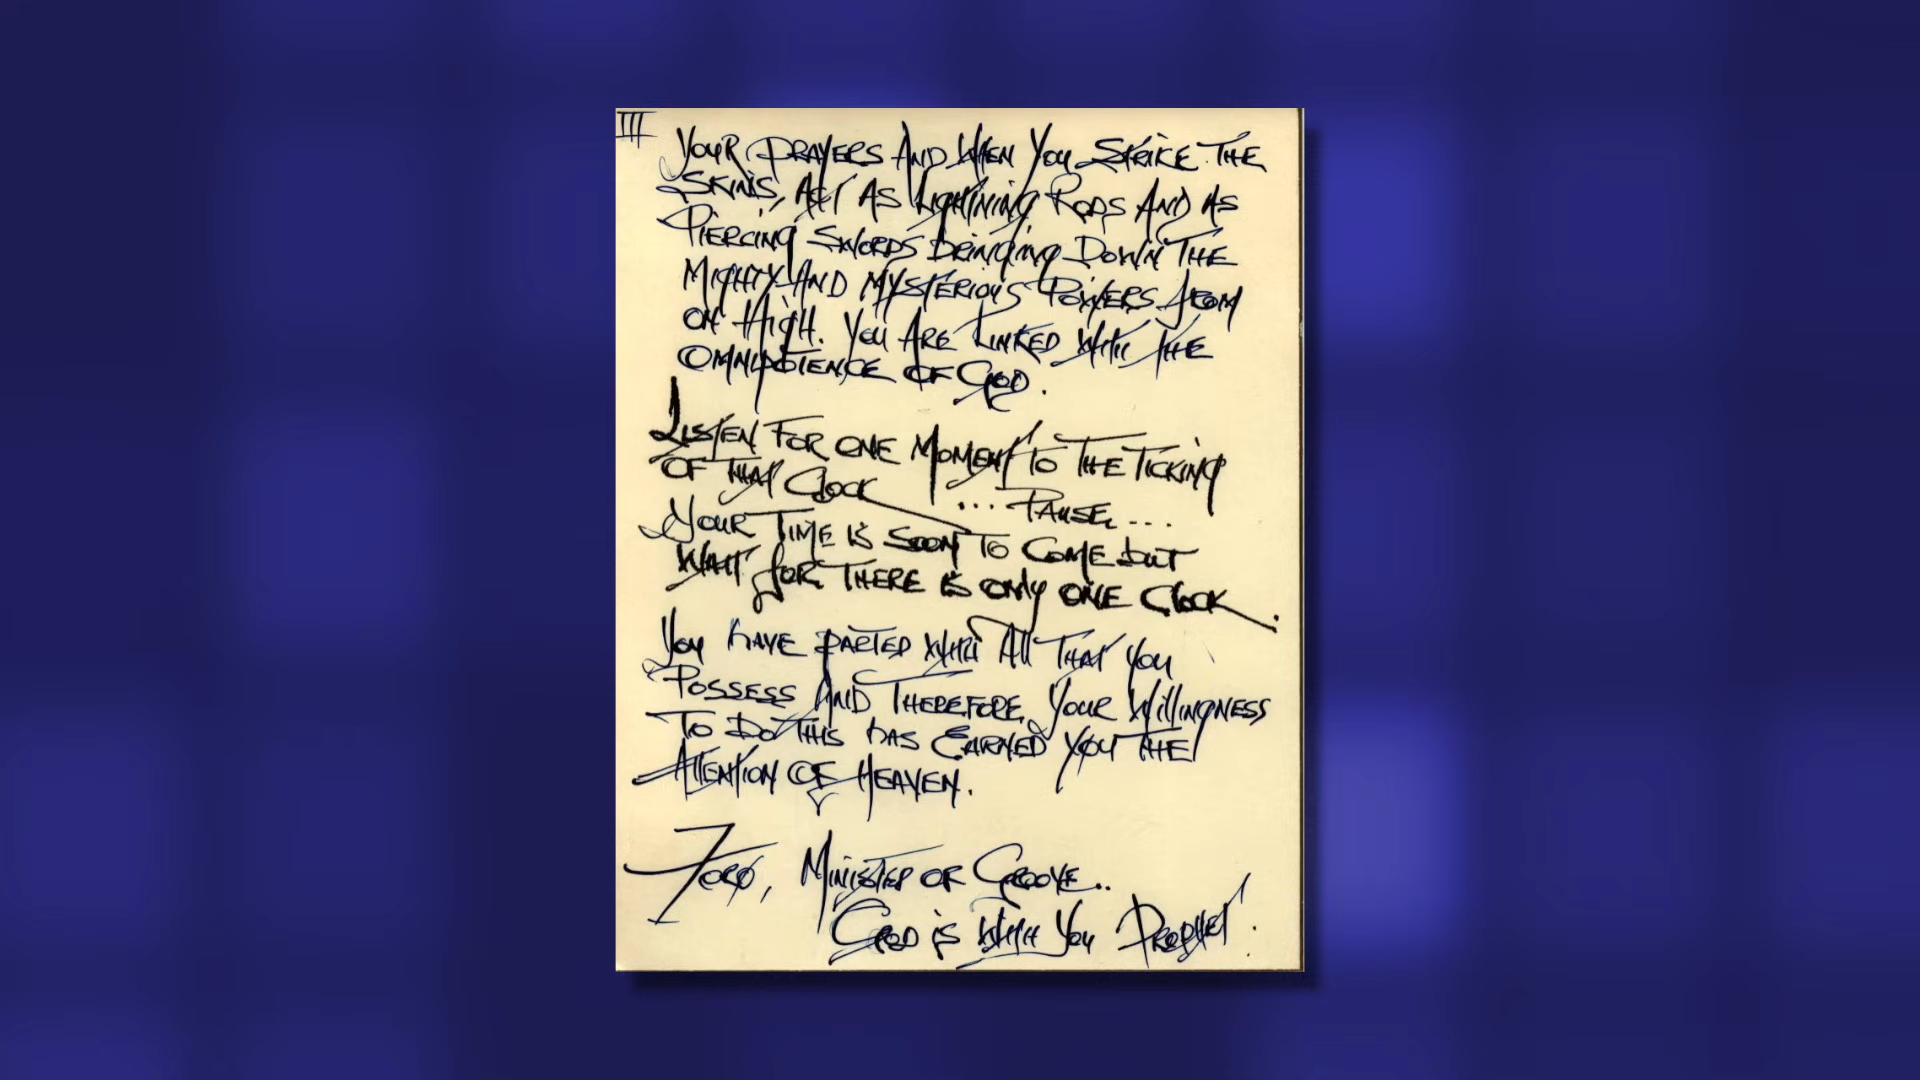 III
YOUR PRAYERS AND WHEN YOU STRIKE THE
SKINS, ACT AS LIGHTNING RODS AND AS
PIERCING SWORDS BRINGING DOWN THE
MIGHTY AND MYSTERIOUS POWERS FROM
ON HIGH. YOU ARE LINKED WITH THE
OMNIPOTENCE OF GOD.
LISTEN FOR ONE MOMENT TO THE TICKING
OF THAT CLOCK ... PAUSE ...
YOUR TIME IS SOON TO COME BUT
WAIT FOR THERE IS ONLY ONE CLOCK.
YOU HAVE PARTED WITH ALL THAT YOU
POSSESS AND THEREFORE YOUR WILLINGNESS
TO DO THIS HAS EARNED YOU THE
ATTENTION OF HEAVEN.
MINISTER OF GROOVE..
GOD IS WITH YOU PROPHET.